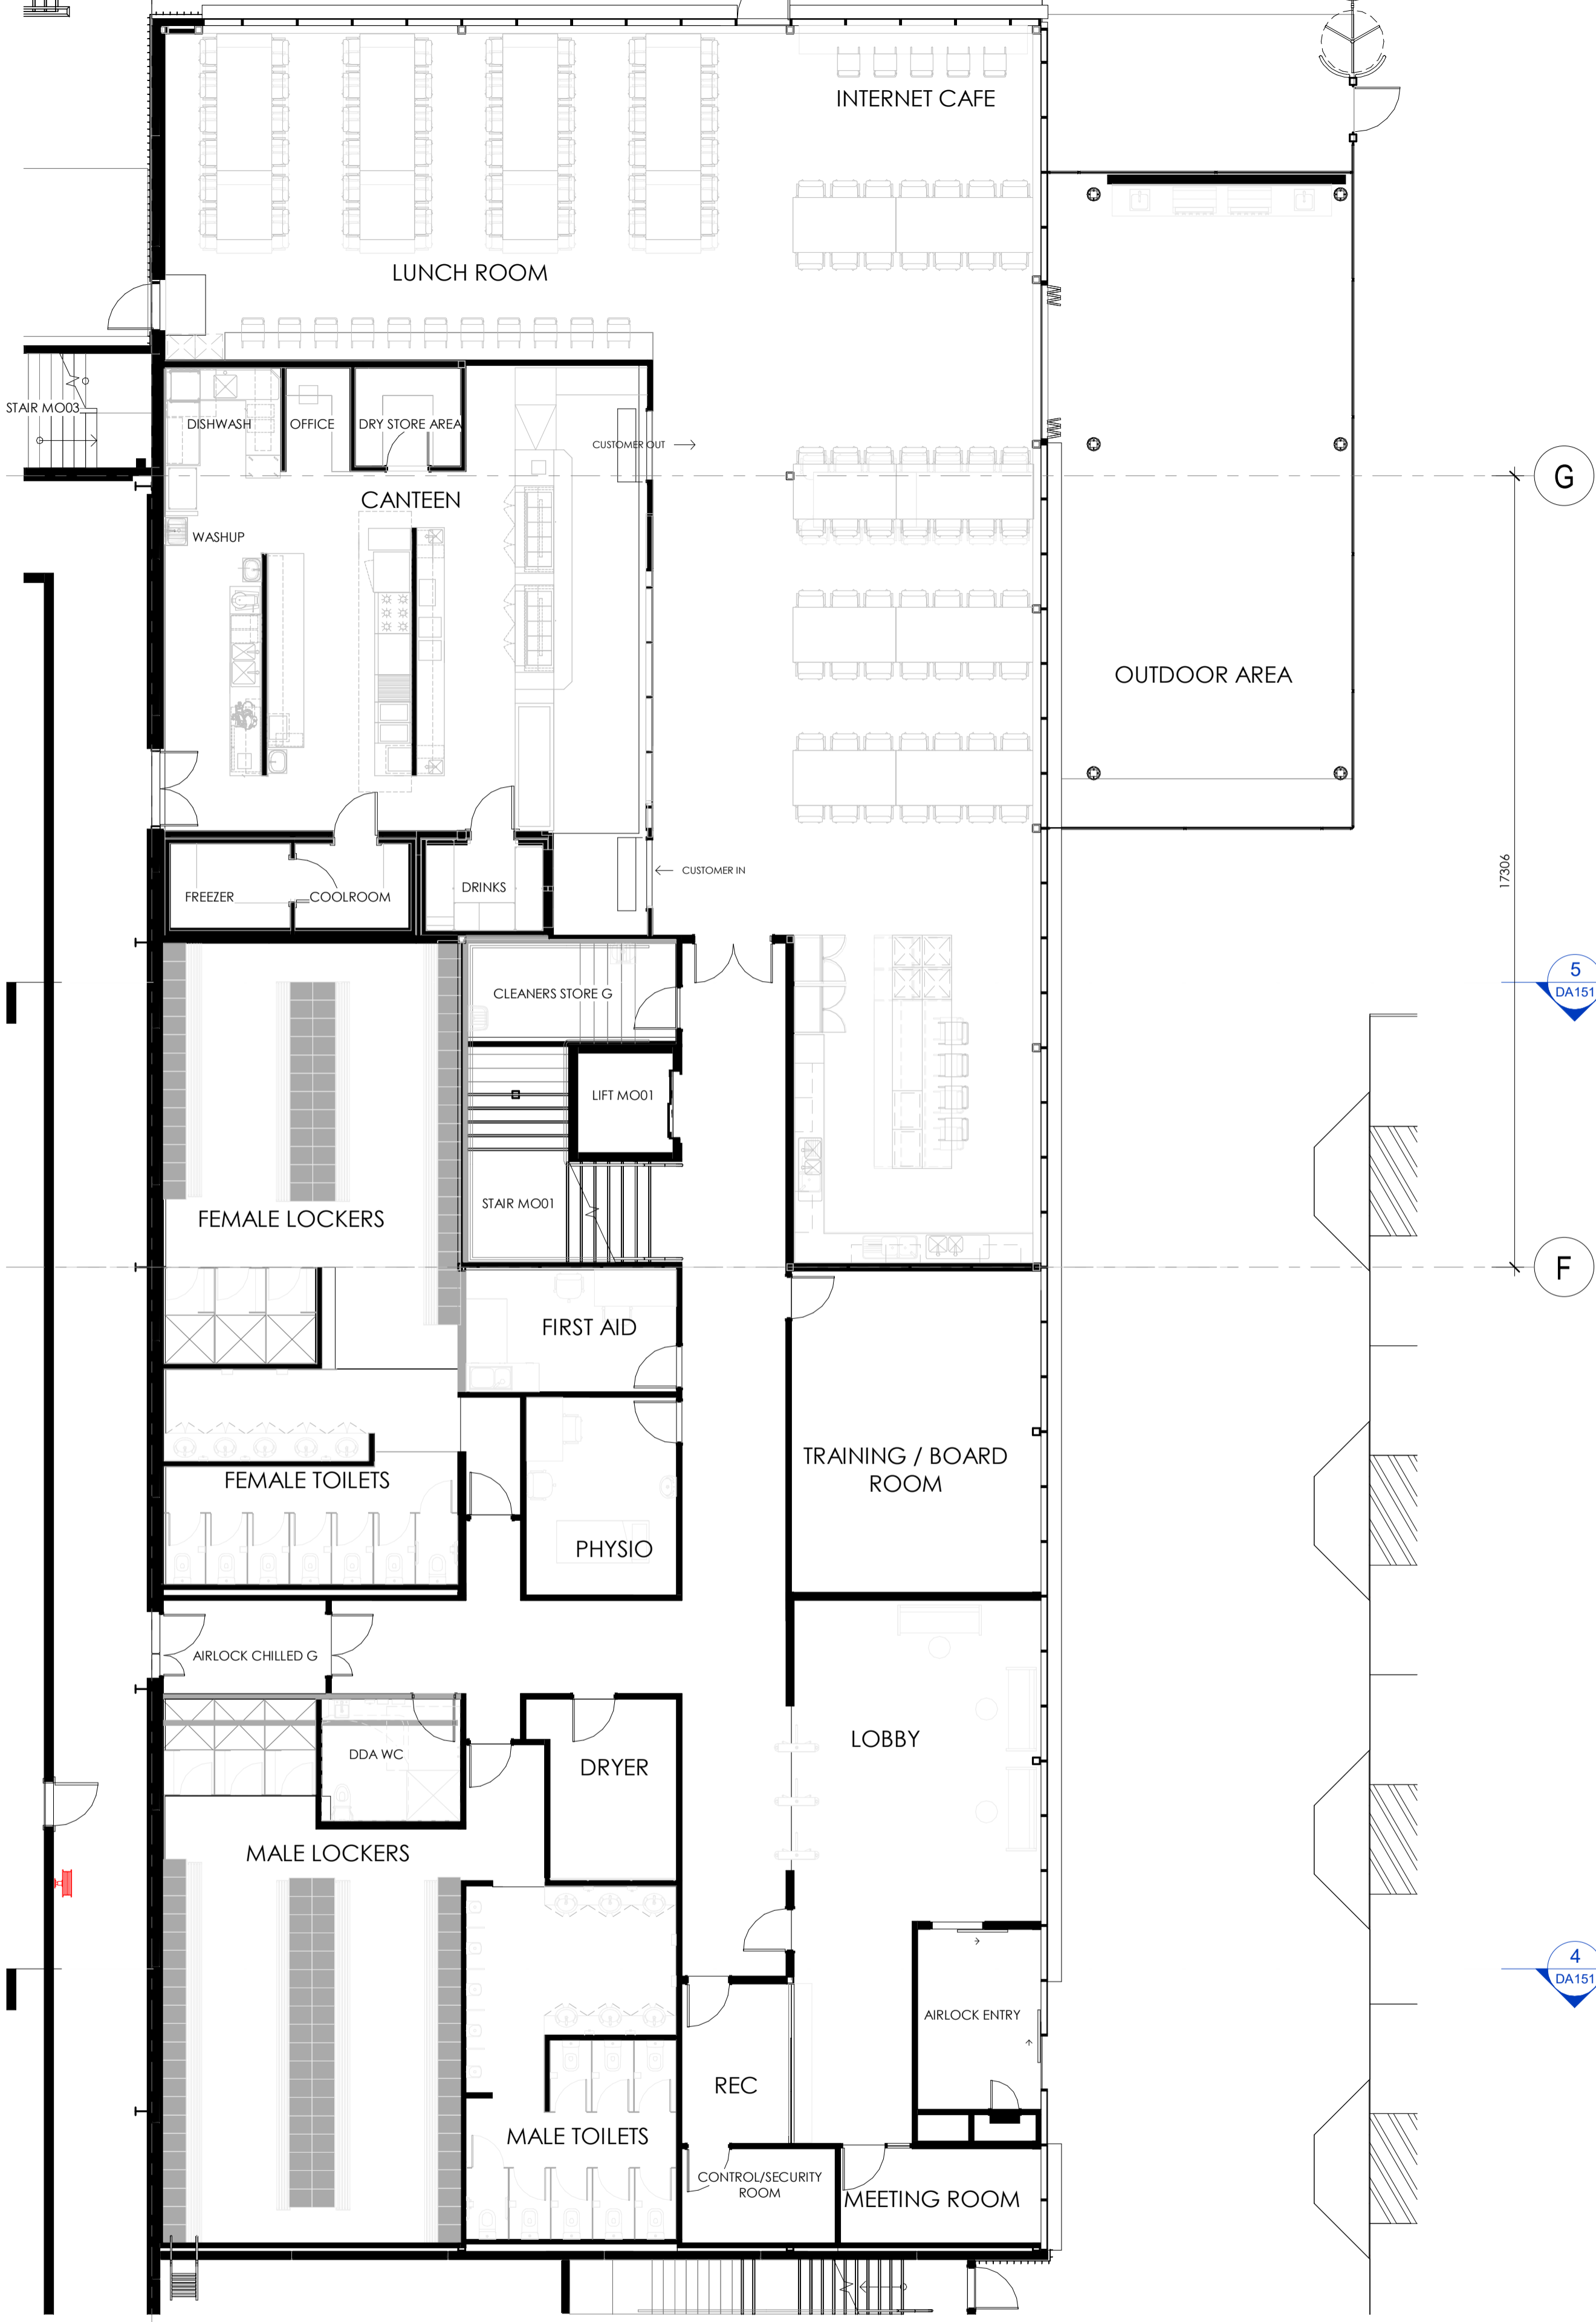 INTERNET CAFE
LUNCH ROOM
STAIR MO03
DISHWASH
OFFICE
DRY STORE AREA
CUSTOMER OUT
G
CANTEEN
WASHUP
OUTDOOR AREA
17306
CUSTOMER IN
FREEZER
COOLROOM
DRINKS
5
DA151
CLEANERS STORE G
LIFT MO01
STAIR MO01
FEMALE LOCKERS
F
FIRST AID
TRAINING / BOARD
ROOM
FEMALE TOILETS
PHYSIO
AIRLOCK CHILLED G
LOBBY
DDA WC
DRYER
MALE LOCKERS
4
DA151
AIRLOCK ENTRY
REC
MALE TOILETS
CONTROL/SECURITY
ROOM
MEETING ROOM